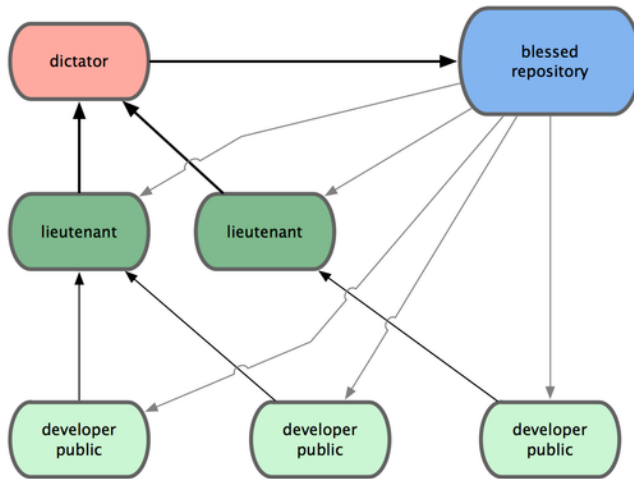 dictator
blessed
repository
lieutenant
lieutenant
developer
public
developer
public
developer
public